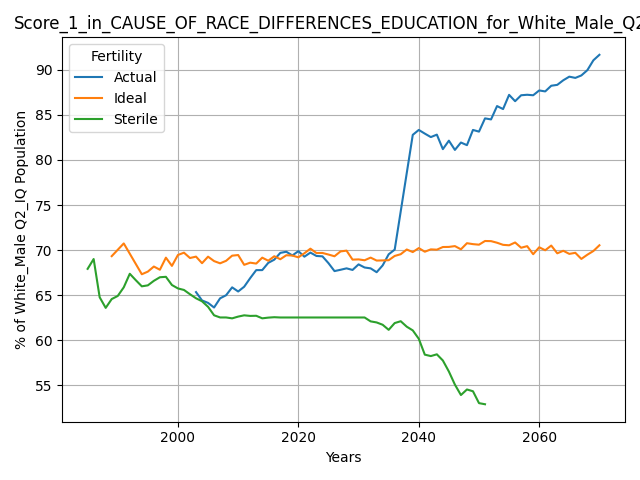 Score_1_in_CAUSE_OF_RACE_DIFFERENCES_EDUCATION_for_White_Male_Q2
Fertility
Actual
Ideal
Sterile
% of White_Male Q2_IQ Population
90
85
80
75
70
65
60
55
2000 2020 2040 2060
Years